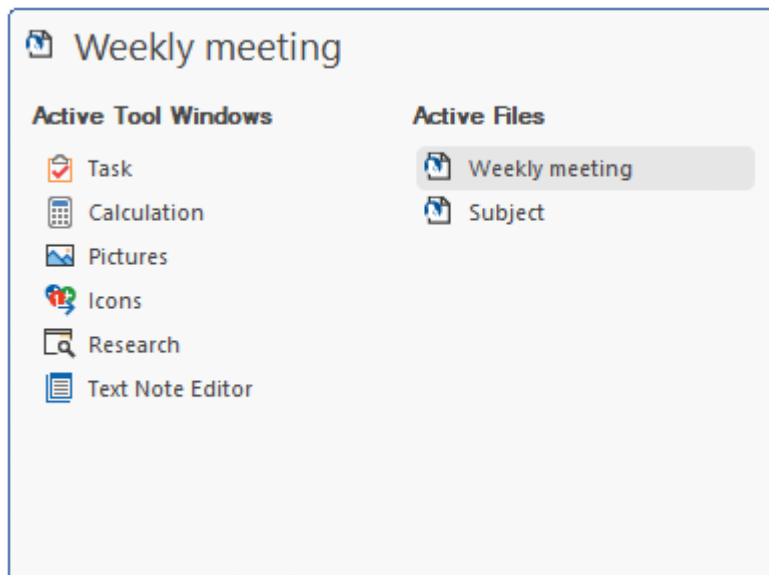 Weekly meeting
Active Tool Windows
Task
Calculation
Pictures
Icons
Research
Text Note Editor
Active Files
Weekly meeting
Subject